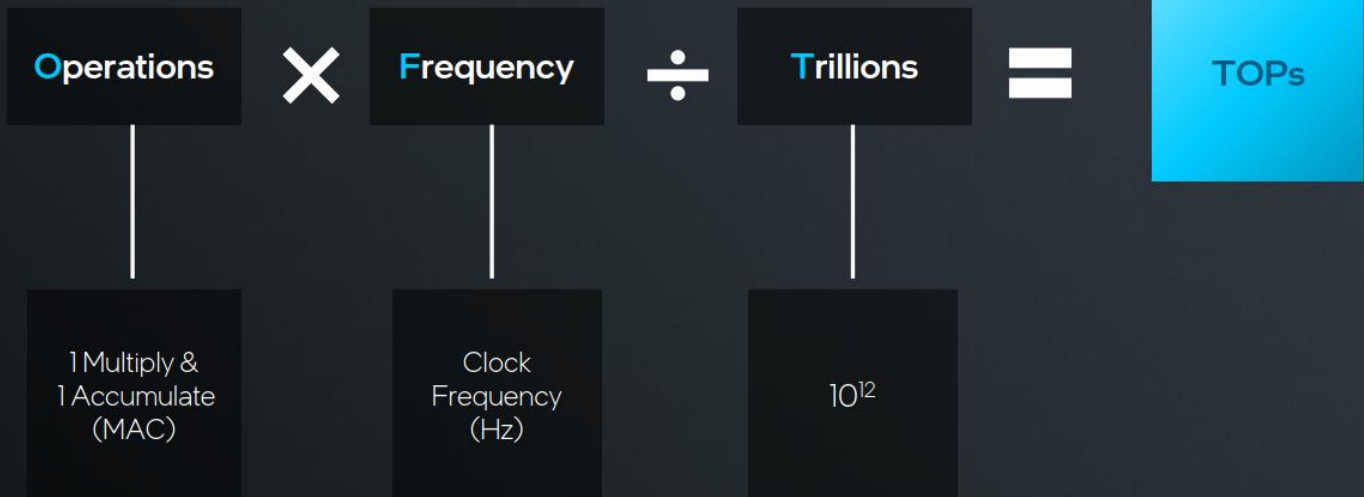 Operations × Frequency ÷ Trillions = TOPs
1 Multiply &
1 Accumulate
(MAC)
Clock
Frequency
(Hz)
10¹²